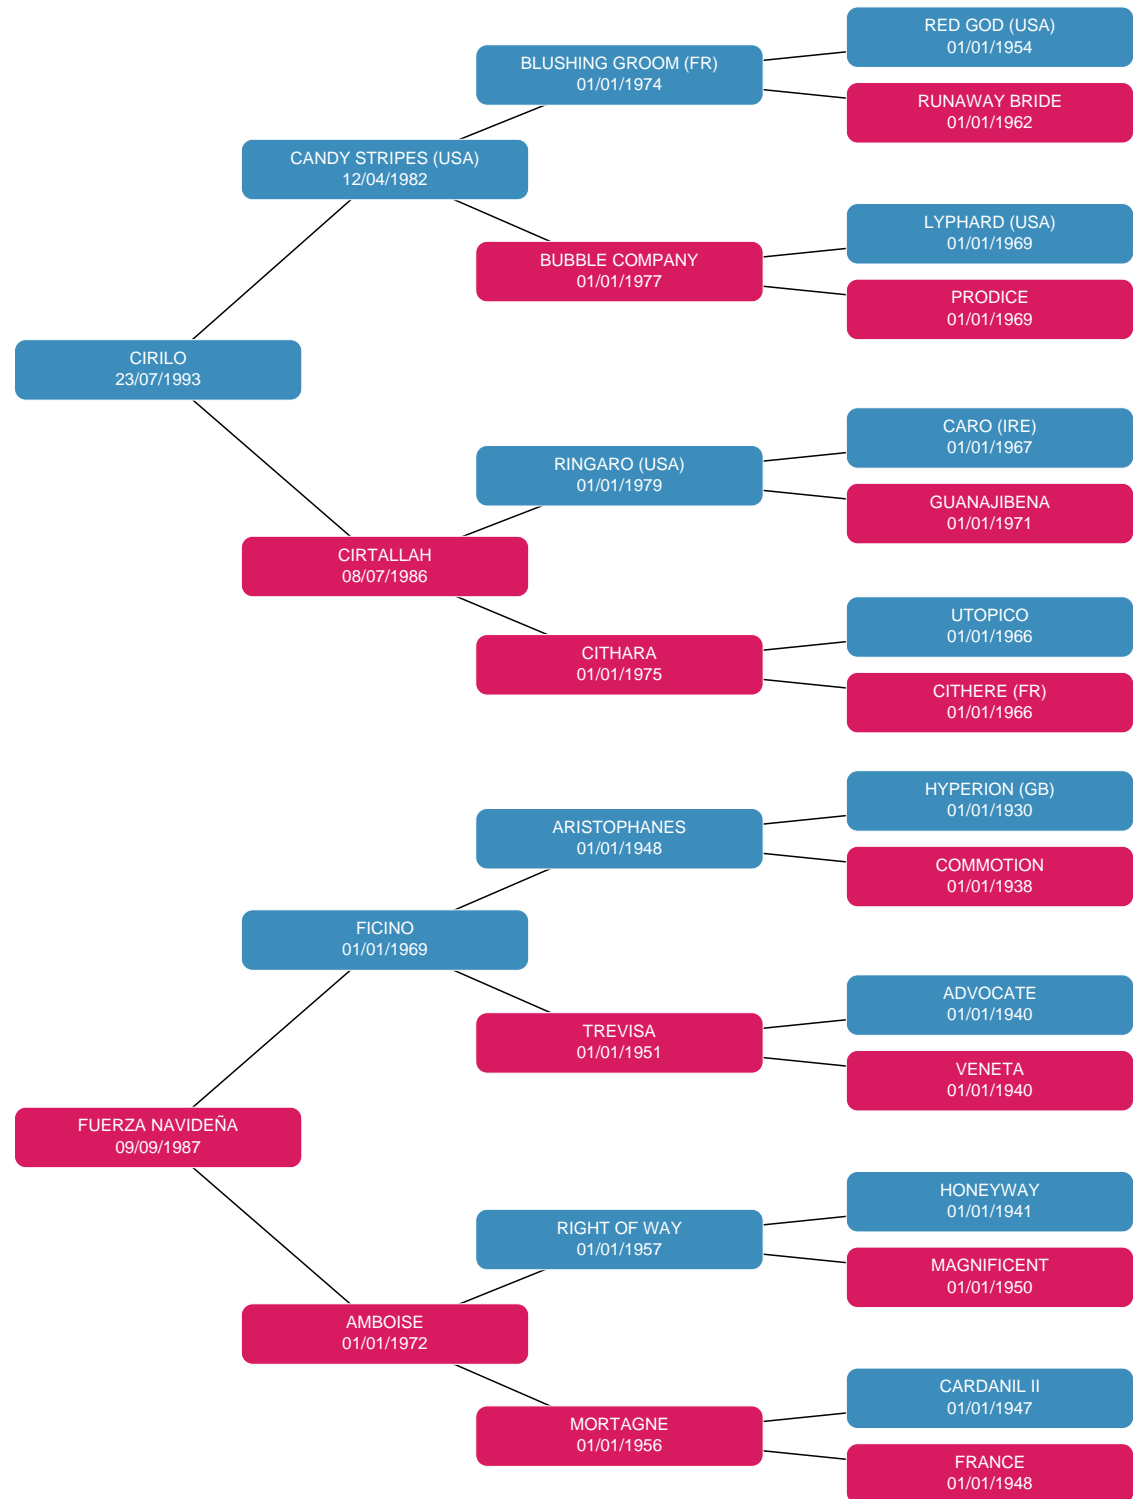 RED GOD (USA)
01/01/1954
BLUSHING GROOM (FR)
01/01/1974
RUNAWAY BRIDE
01/01/1962
CANDY STRIPES (USA)
12/04/1982
LYPHARD (USA)
01/01/1969
BUBBLE COMPANY
01/01/1977
PRODICE
01/01/1969
CIRILO
23/07/1993
CARO (IRE)
01/01/1967
RINGARO (USA)
01/01/1979
GUANAJIBENA
01/01/1971
CIRTALLAH
08/07/1986
UTOPICO
01/01/1966
CITHARA
01/01/1975
CITHERE (FR)
01/01/1966
HYPERION (GB)
01/01/1930
ARISTOPHANES
01/01/1948
COMMOTION
01/01/1938
FICINO
01/01/1969
ADVOCATE
01/01/1940
TREVISA
01/01/1951
VENETA
01/01/1940
FUERZA NAVIDEÑA
09/09/1987
HONEYWAY
01/01/1941
RIGHT OF WAY
01/01/1957
MAGNIFICENT
01/01/1950
AMBOISE
01/01/1972
CARDANIL II
01/01/1947
MORTAGNE
01/01/1956
FRANCE
01/01/1948